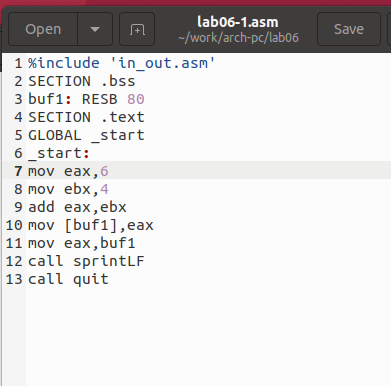 Open
lab06-1.asm
~/work/arch-pc/lab06
Save
1 %include 'in_out.asm'
2 SECTION .bss
3 buf1: RESB 80
4 SECTION .text
5 GLOBAL _start
6 _start:
7 mov eax,6
8 mov ebx,4
9 add eax,ebx
10 mov [buf1],eax
11 mov eax,buf1
12 call sprintLF
13 call quit